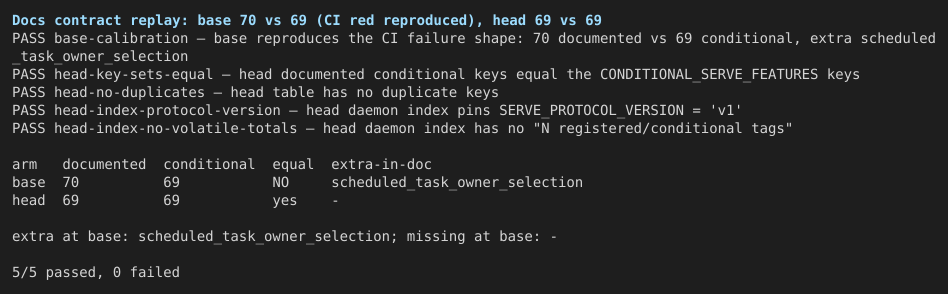 Docs contract replay: base 70 vs 69 (CI red reproduced), head 69 vs 69
PASS base-calibration — base reproduces the CI failure shape: 70 documented vs 69 conditional, extra scheduled
_task_owner_selection
PASS head-key-sets-equal — head documented conditional keys equal the CONDITIONAL_SERVE_FEATURES keys
PASS head-no-duplicates — head table has no duplicate keys
PASS head-index-protocol-version — head daemon index pins SERVE_PROTOCOL_VERSION = 'v1'
PASS head-index-no-volatile-totals — head daemon index has no "N registered/conditional tags"
arm documented conditional equal extra-in-doc
base 70 69 NO scheduled_task_owner_selection
head 69 69 yes -
extra at base: scheduled_task_owner_selection; missing at base: -
5/5 passed, 0 failed